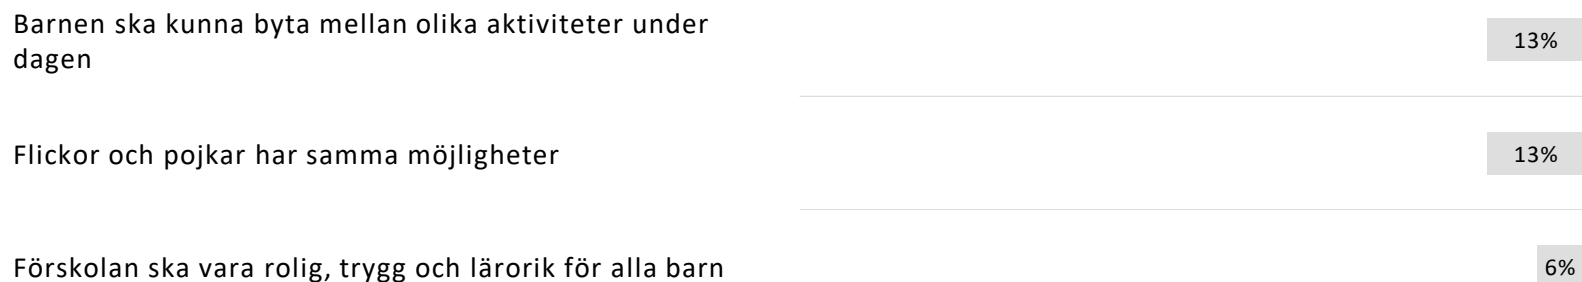 Barnen ska kunna byta mellan olika aktiviteter under
dagen
13%
Flickor och pojkar har samma möjligheter
13%
Förskolan ska vara rolig, trygg och lärorik för alla barn
6%